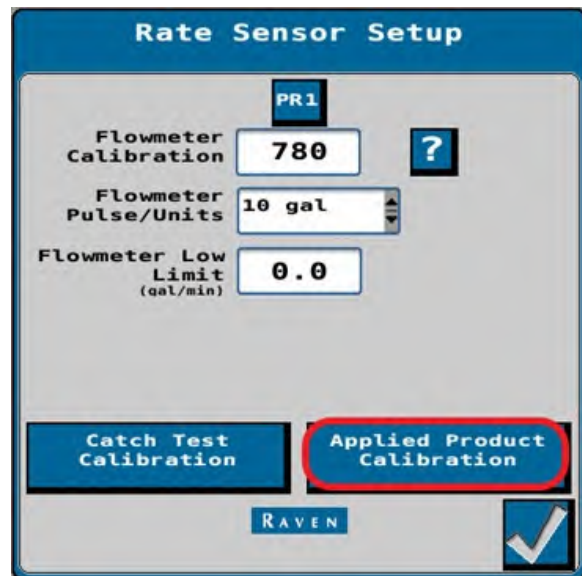 Rate Sensor Setup
PR1
Flowmeter
Calibration
780
?
Flowmeter
Pulse/Units
10 gal
Flowmeter Low
Limit
(gal/min)
0.0
Catch Test
Calibration
Applied Product
Calibration
RAVEN